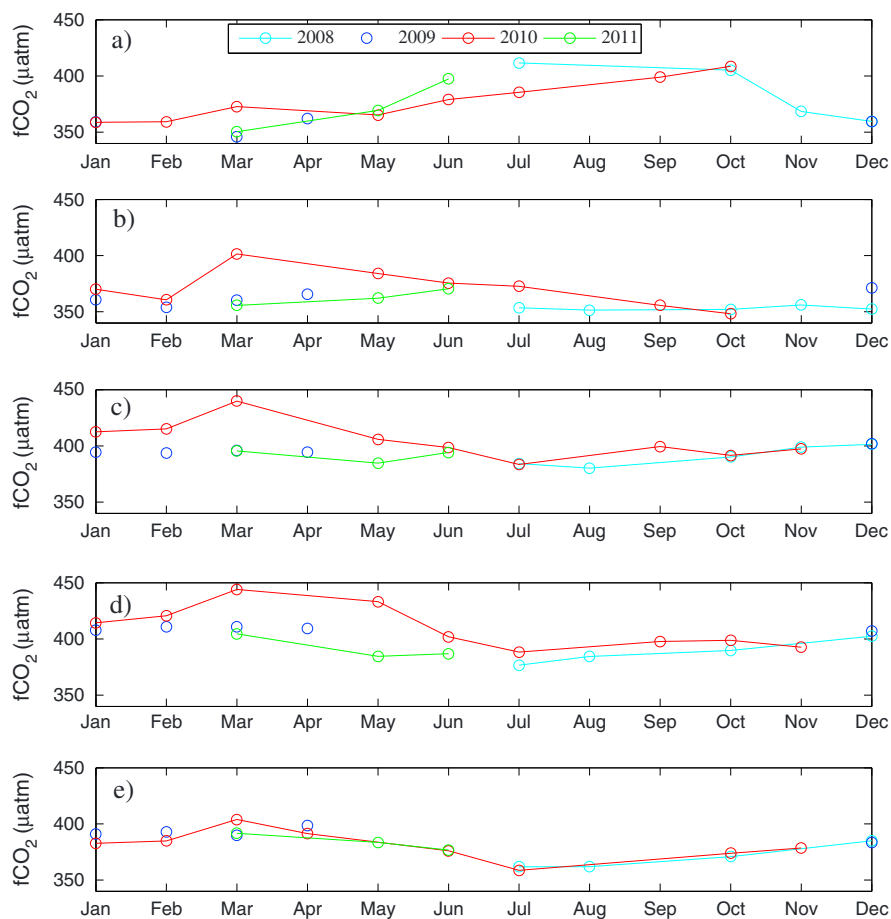 a)
2008 2009 2010 2011
450
400
350
fCO₂ (µatm)
Jan Feb Mar Apr May Jun Jul Aug Sep Oct Nov Dec
b)
450
400
350
fCO₂ (µatm)
Jan Feb Mar Apr May Jun Jul Aug Sep Oct Nov Dec
c)
450
400
350
fCO₂ (µatm)
Jan Feb Mar Apr May Jun Jul Aug Sep Oct Nov Dec
d)
450
400
350
fCO₂ (µatm)
Jan Feb Mar Apr May Jun Jul Aug Sep Oct Nov Dec
e)
450
400
350
fCO₂ (µatm)
Jan Feb Mar Apr May Jun Jul Aug Sep Oct Nov Dec